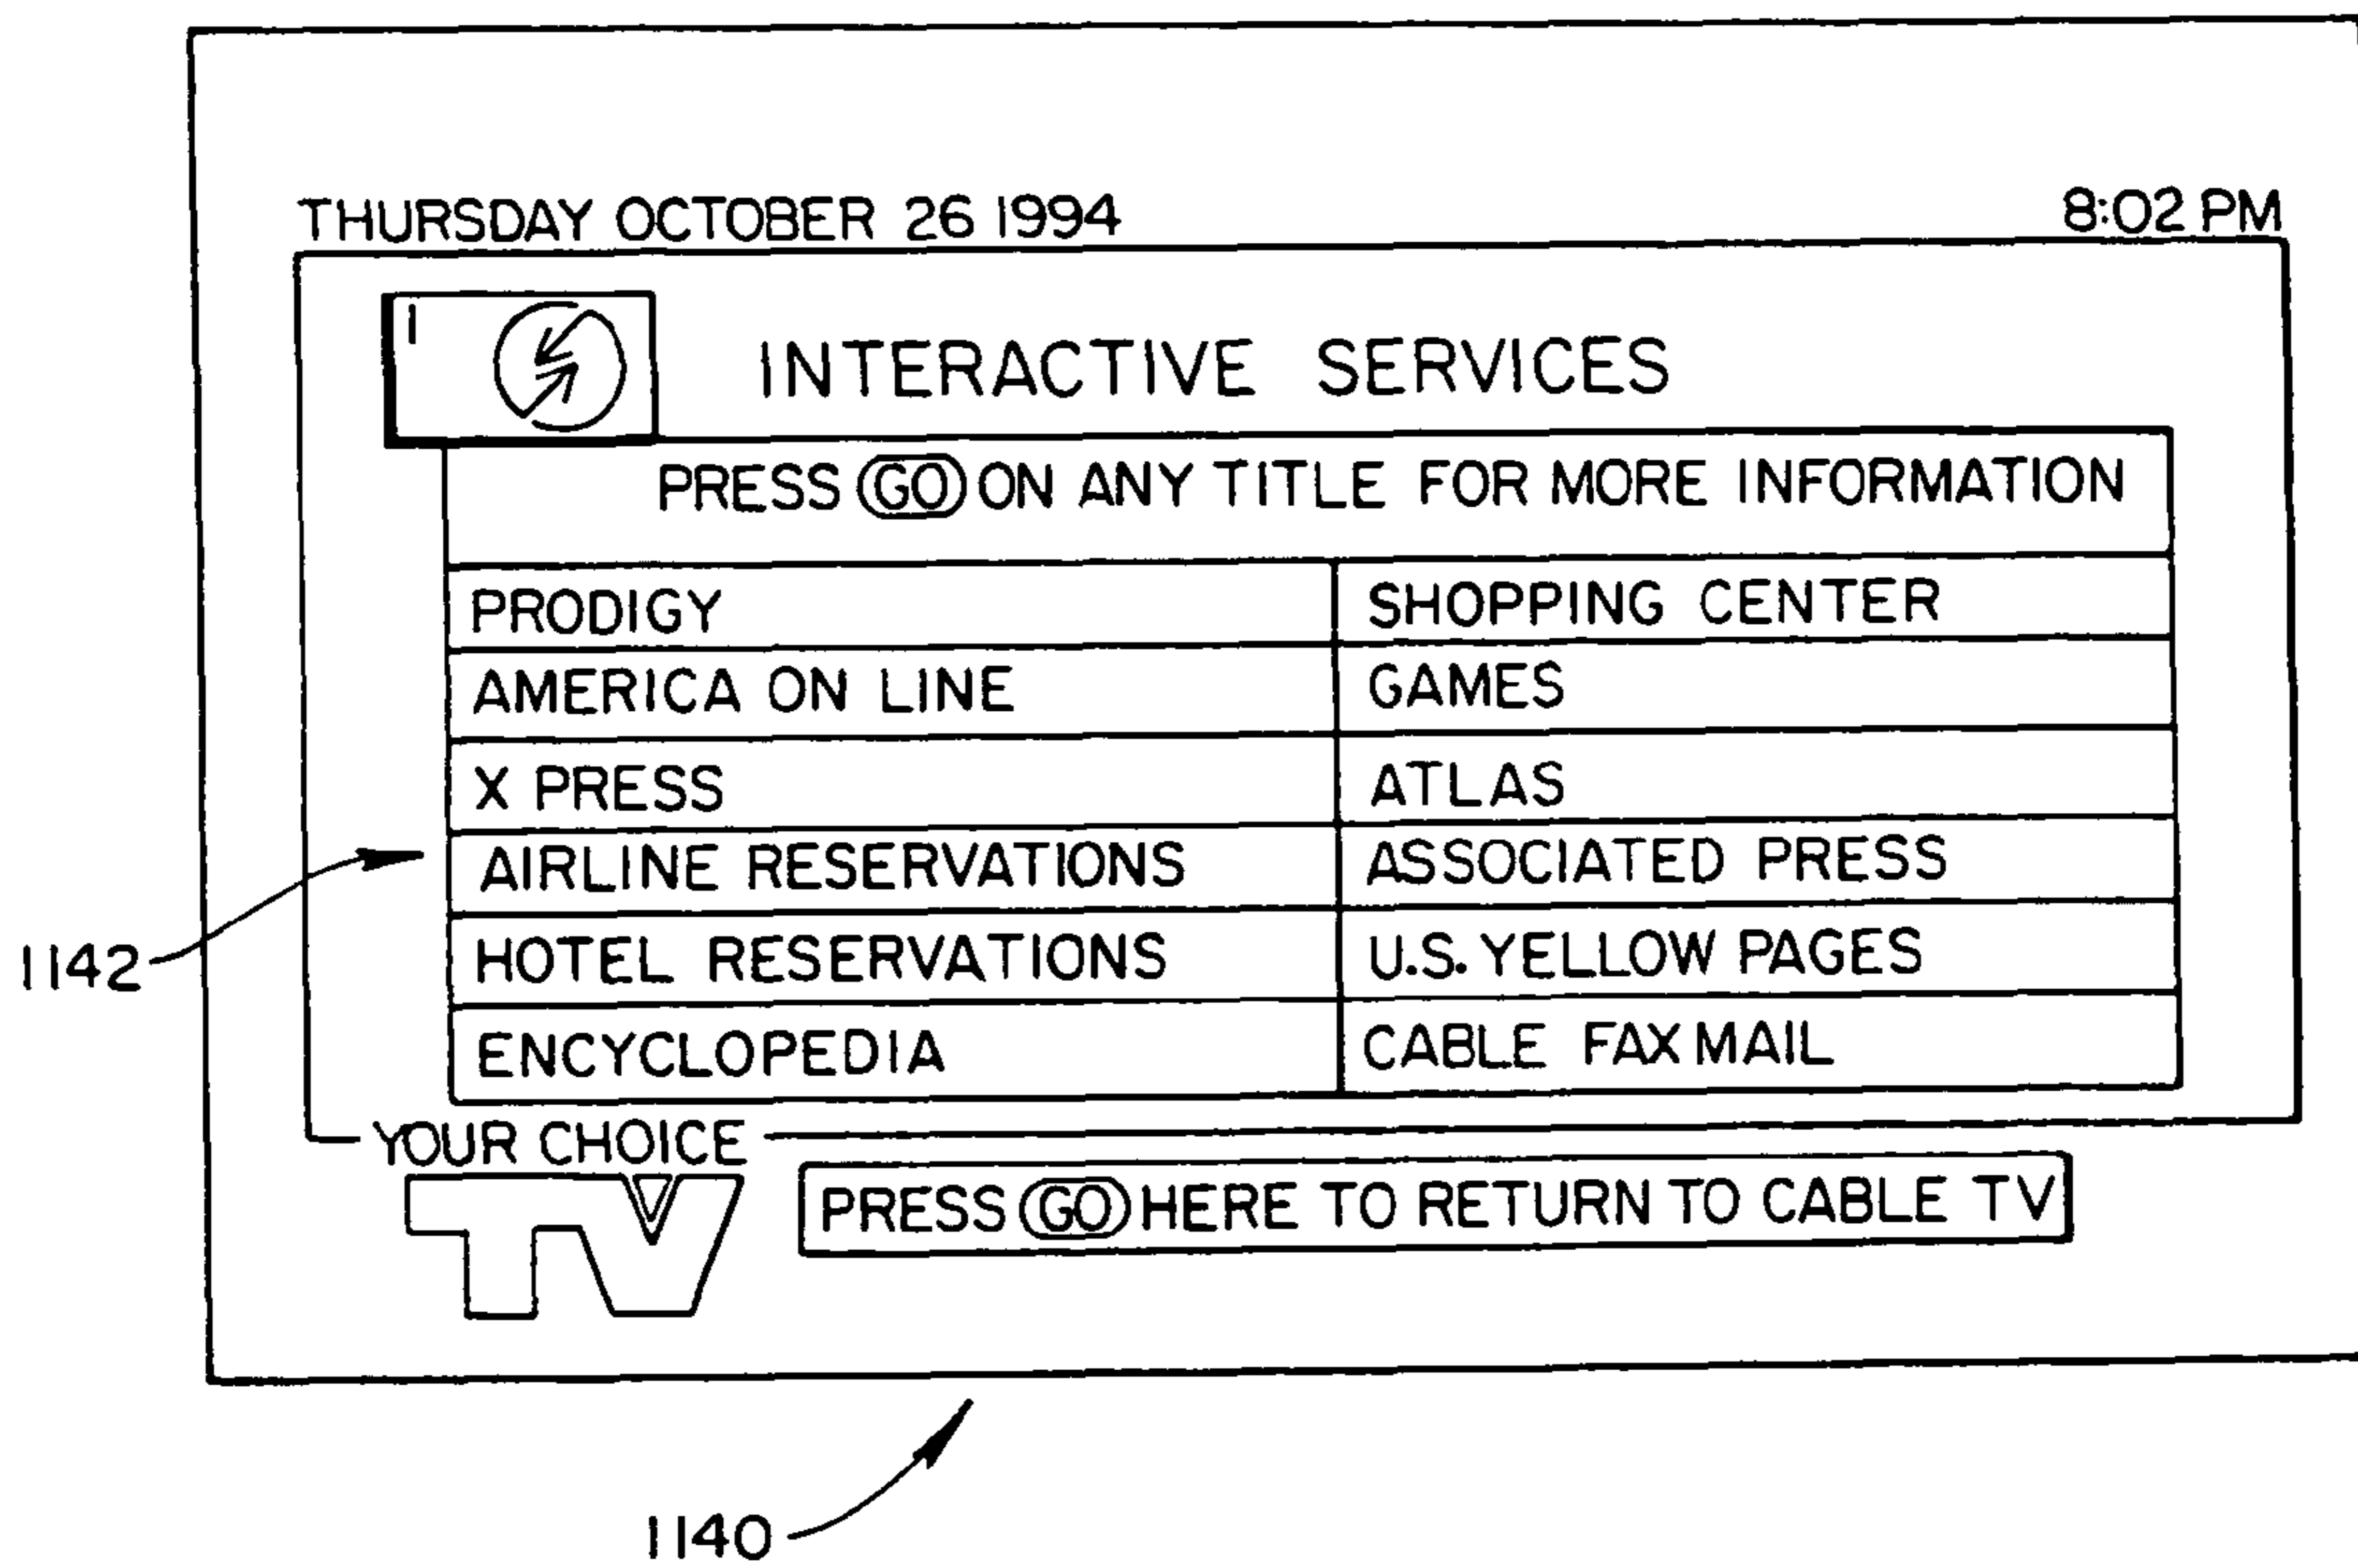 THURSDAY OCTOBER 26 1994 8:02 PM
I
INTERACTIVE SERVICES
PRESS GO ON ANY TITLE FOR MORE INFORMATION
PRODIGY SHOPPING CENTER
AMERICA ON LINE GAMES
X PRESS ATLAS
AIRLINE RESERVATIONS ASSOCIATED PRESS
HOTEL RESERVATIONS U.S. YELLOW PAGES
ENCYCLOPEDIA CABLE FAX MAIL
1142
YOUR CHOICE
TV
PRESS GO HERE TO RETURN TO CABLE TV
1140